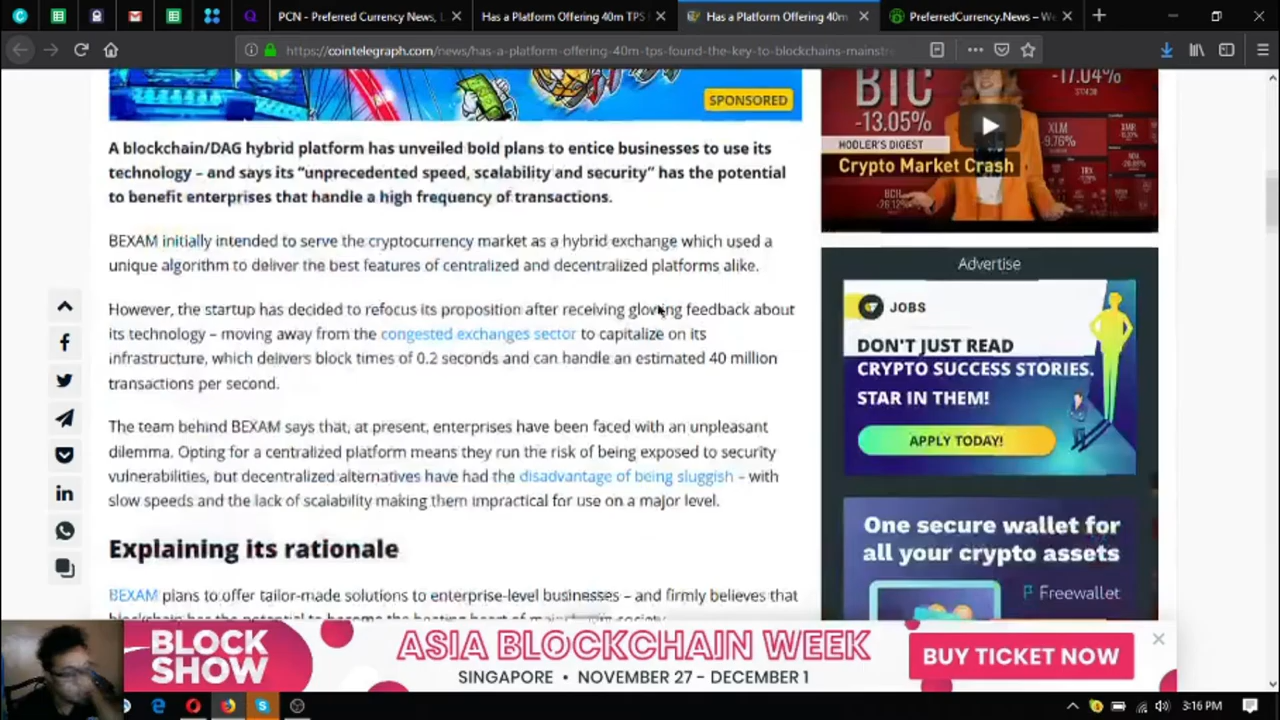 PCN - Preferred Currency News, L
Has a Platform Offering 40m TPS
Has a Platform Offering 40m
PreferredCurrency.News – We
https://cointelegraph.com/news/has-a-platform-offering-40m-tps-found-the-key-to-blockchains-mainstre
SPONSORED
A blockchain/DAG hybrid platform has unveiled bold plans to entice businesses to use its
technology – and says its “unprecedented speed, scalability and security” has the potential
to benefit enterprises that handle a high frequency of transactions.
BEXAM initially intended to serve the cryptocurrency market as a hybrid exchange which used a
unique algorithm to deliver the best features of centralized and decentralized platforms alike.
However, the startup has decided to refocus its proposition after receiving glowing feedback about
its technology – moving away from the congested exchanges sector to capitalize on its
infrastructure, which delivers block times of 0.2 seconds and can handle an estimated 40 million
transactions per second.
The team behind BEXAM says that, at present, enterprises have been faced with an unpleasant
dilemma. Opting for a centralized platform means they run the risk of being exposed to security
vulnerabilities, but decentralized alternatives have had the disadvantage of being sluggish – with
slow speeds and the lack of scalability making them impractical for use on a major level.
Explaining its rationale
BEXAM plans to offer tailor-made solutions to enterprise-level businesses – and firmly believes that
BTC
-13.05%
-17.04%
XLM
-9.76%
XMR
HODLER'S DIGEST
Crypto Market Crash
Advertise
JOBS
DON'T JUST READ
CRYPTO SUCCESS STORIES.
STAR IN THEM!
APPLY TODAY!
One secure wallet for
all your crypto assets
Freewallet
BLOCK
SHOW
ASIA BLOCKCHAIN WEEK
SINGAPORE • NOVEMBER 27 - DECEMBER 1
BUY TICKET NOW
3:16 PM